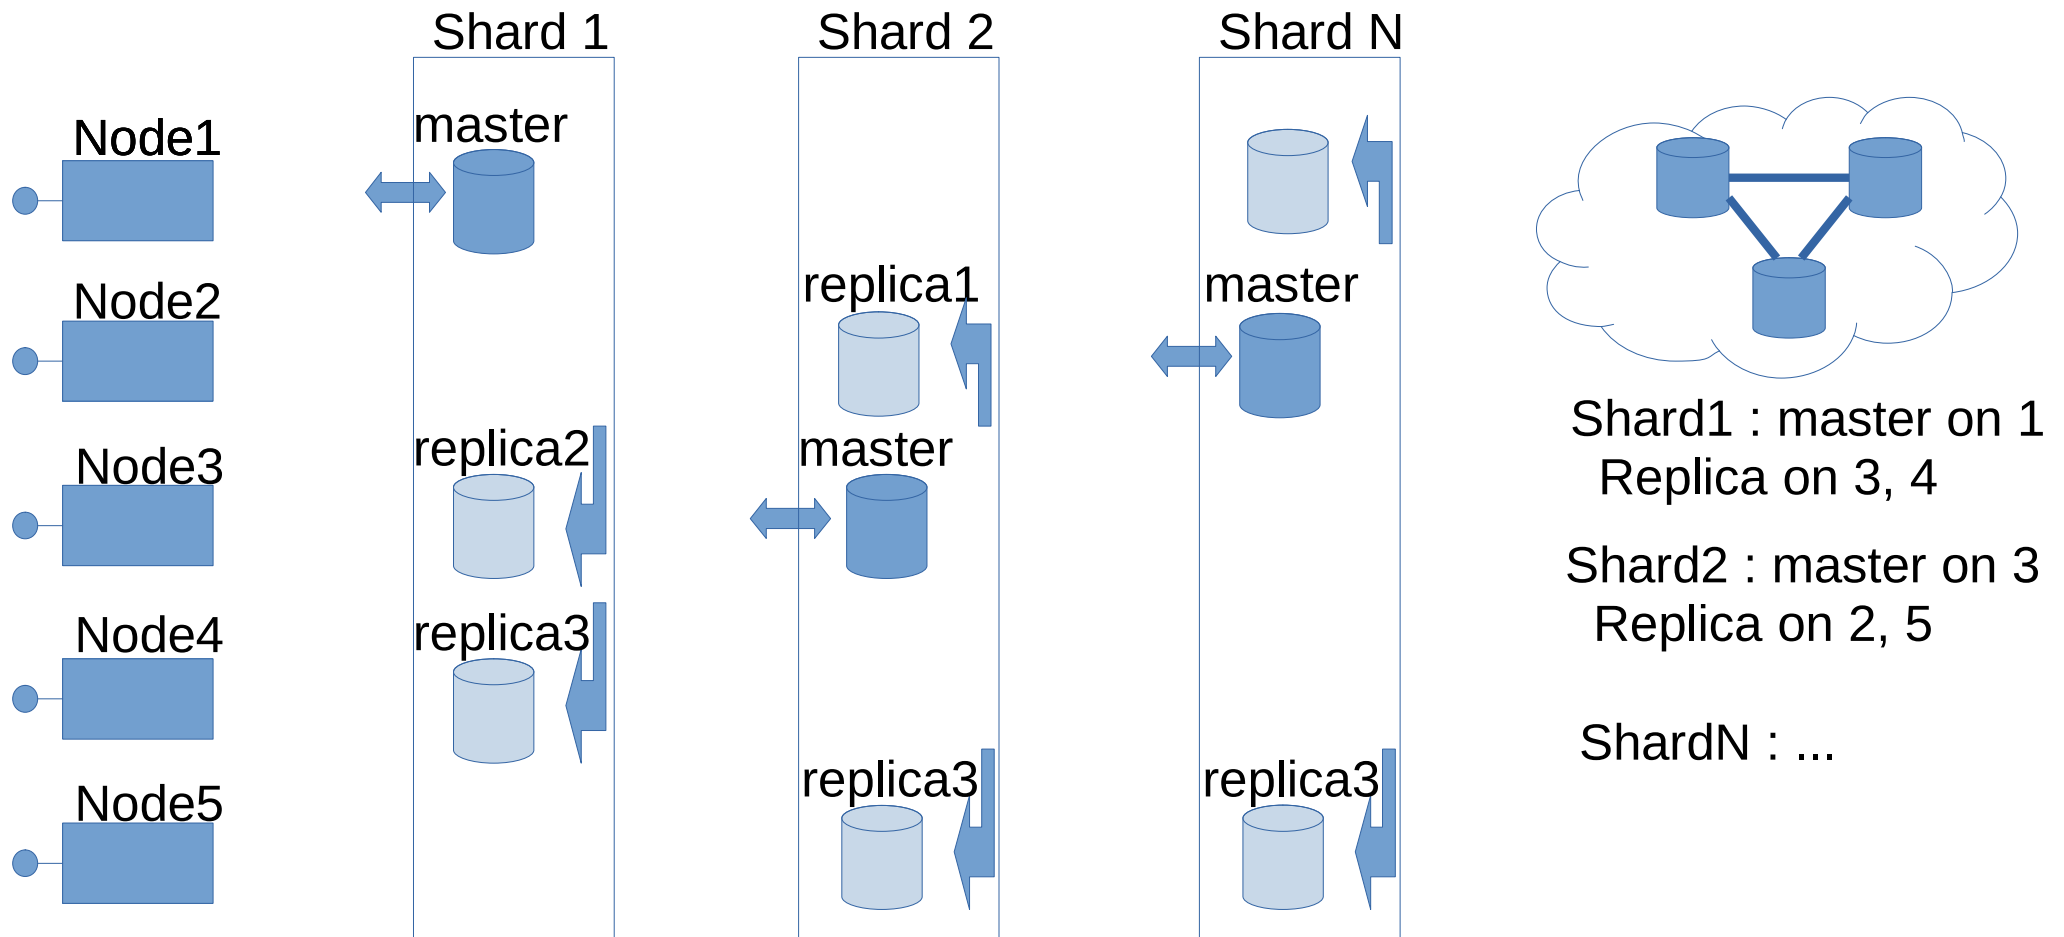 Shard 1
Shard 2
Shard N
Node1
master
Node2
replica1
master
Node3
replica2
master
Node4
replica3
Node5
replica3
replica3
Shard1 : master on 1
Replica on 3, 4
Shard2 : master on 3
Replica on 2, 5
ShardN : ...